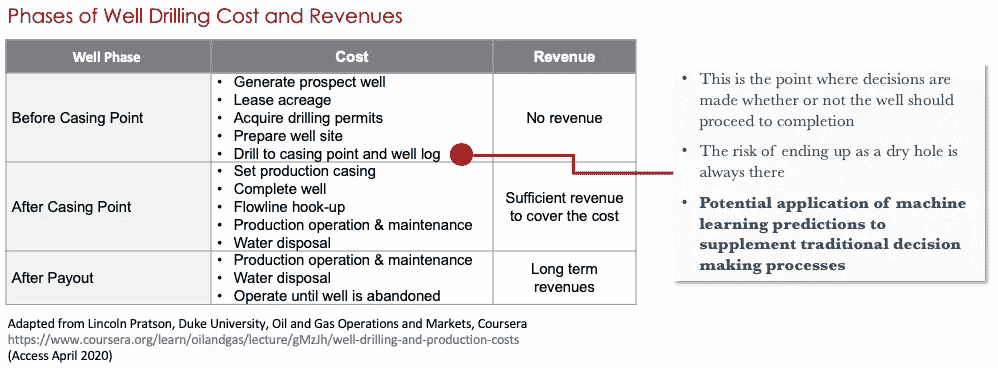 Phases of Well Drilling Cost and Revenues
Well Phase
Cost
Revenue
Before Casing Point
• Generate prospect well
• Lease acreage
• Acquire drilling permits
• Prepare well site
• Drill to casing point and well log
No revenue
After Casing Point
• Set production casing
• Complete well
• Flowline hook-up
• Production operation & maintenance
• Water disposal
Sufficient revenue
to cover the cost
After Payout
• Production operation & maintenance
• Water disposal
• Operate until well is abandoned
Long term
revenues
• This is the point where decisions are
made whether or not the well should
proceed to completion
• The risk of ending up as a dry hole is
always there
• Potential application of machine
learning predictions to
supplement traditional decision
making processes
Adapted from Lincoln Pratson, Duke University, Oil and Gas Operations and Markets, Coursera
https://www.coursera.org/learn/oilandgas/lecture/gMzJh/well-drilling-and-production-costs
(Access April 2020)